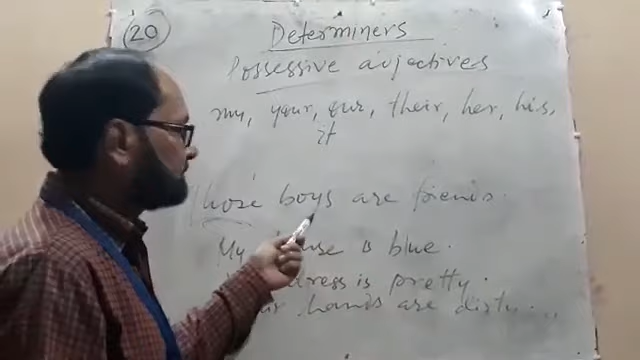 20
Determiners
Possessive adjectives
my, your, our, their, her, his,
it
Those boys are friends.
My house is blue.
dress is pretty.
hands are dirty...